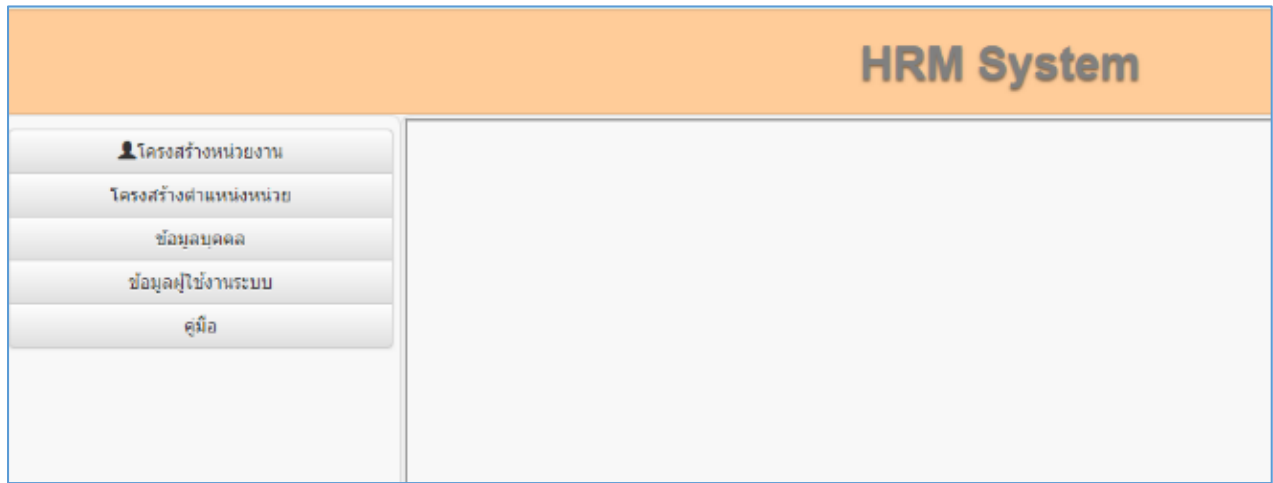 HRM System
โครงสร้างหน่วยงาน
โครงสร้างตำแหน่งหน่วย
ข้อมูลบุคคล
ข้อมูลผู้ใช้งานระบบ
คู่มือ